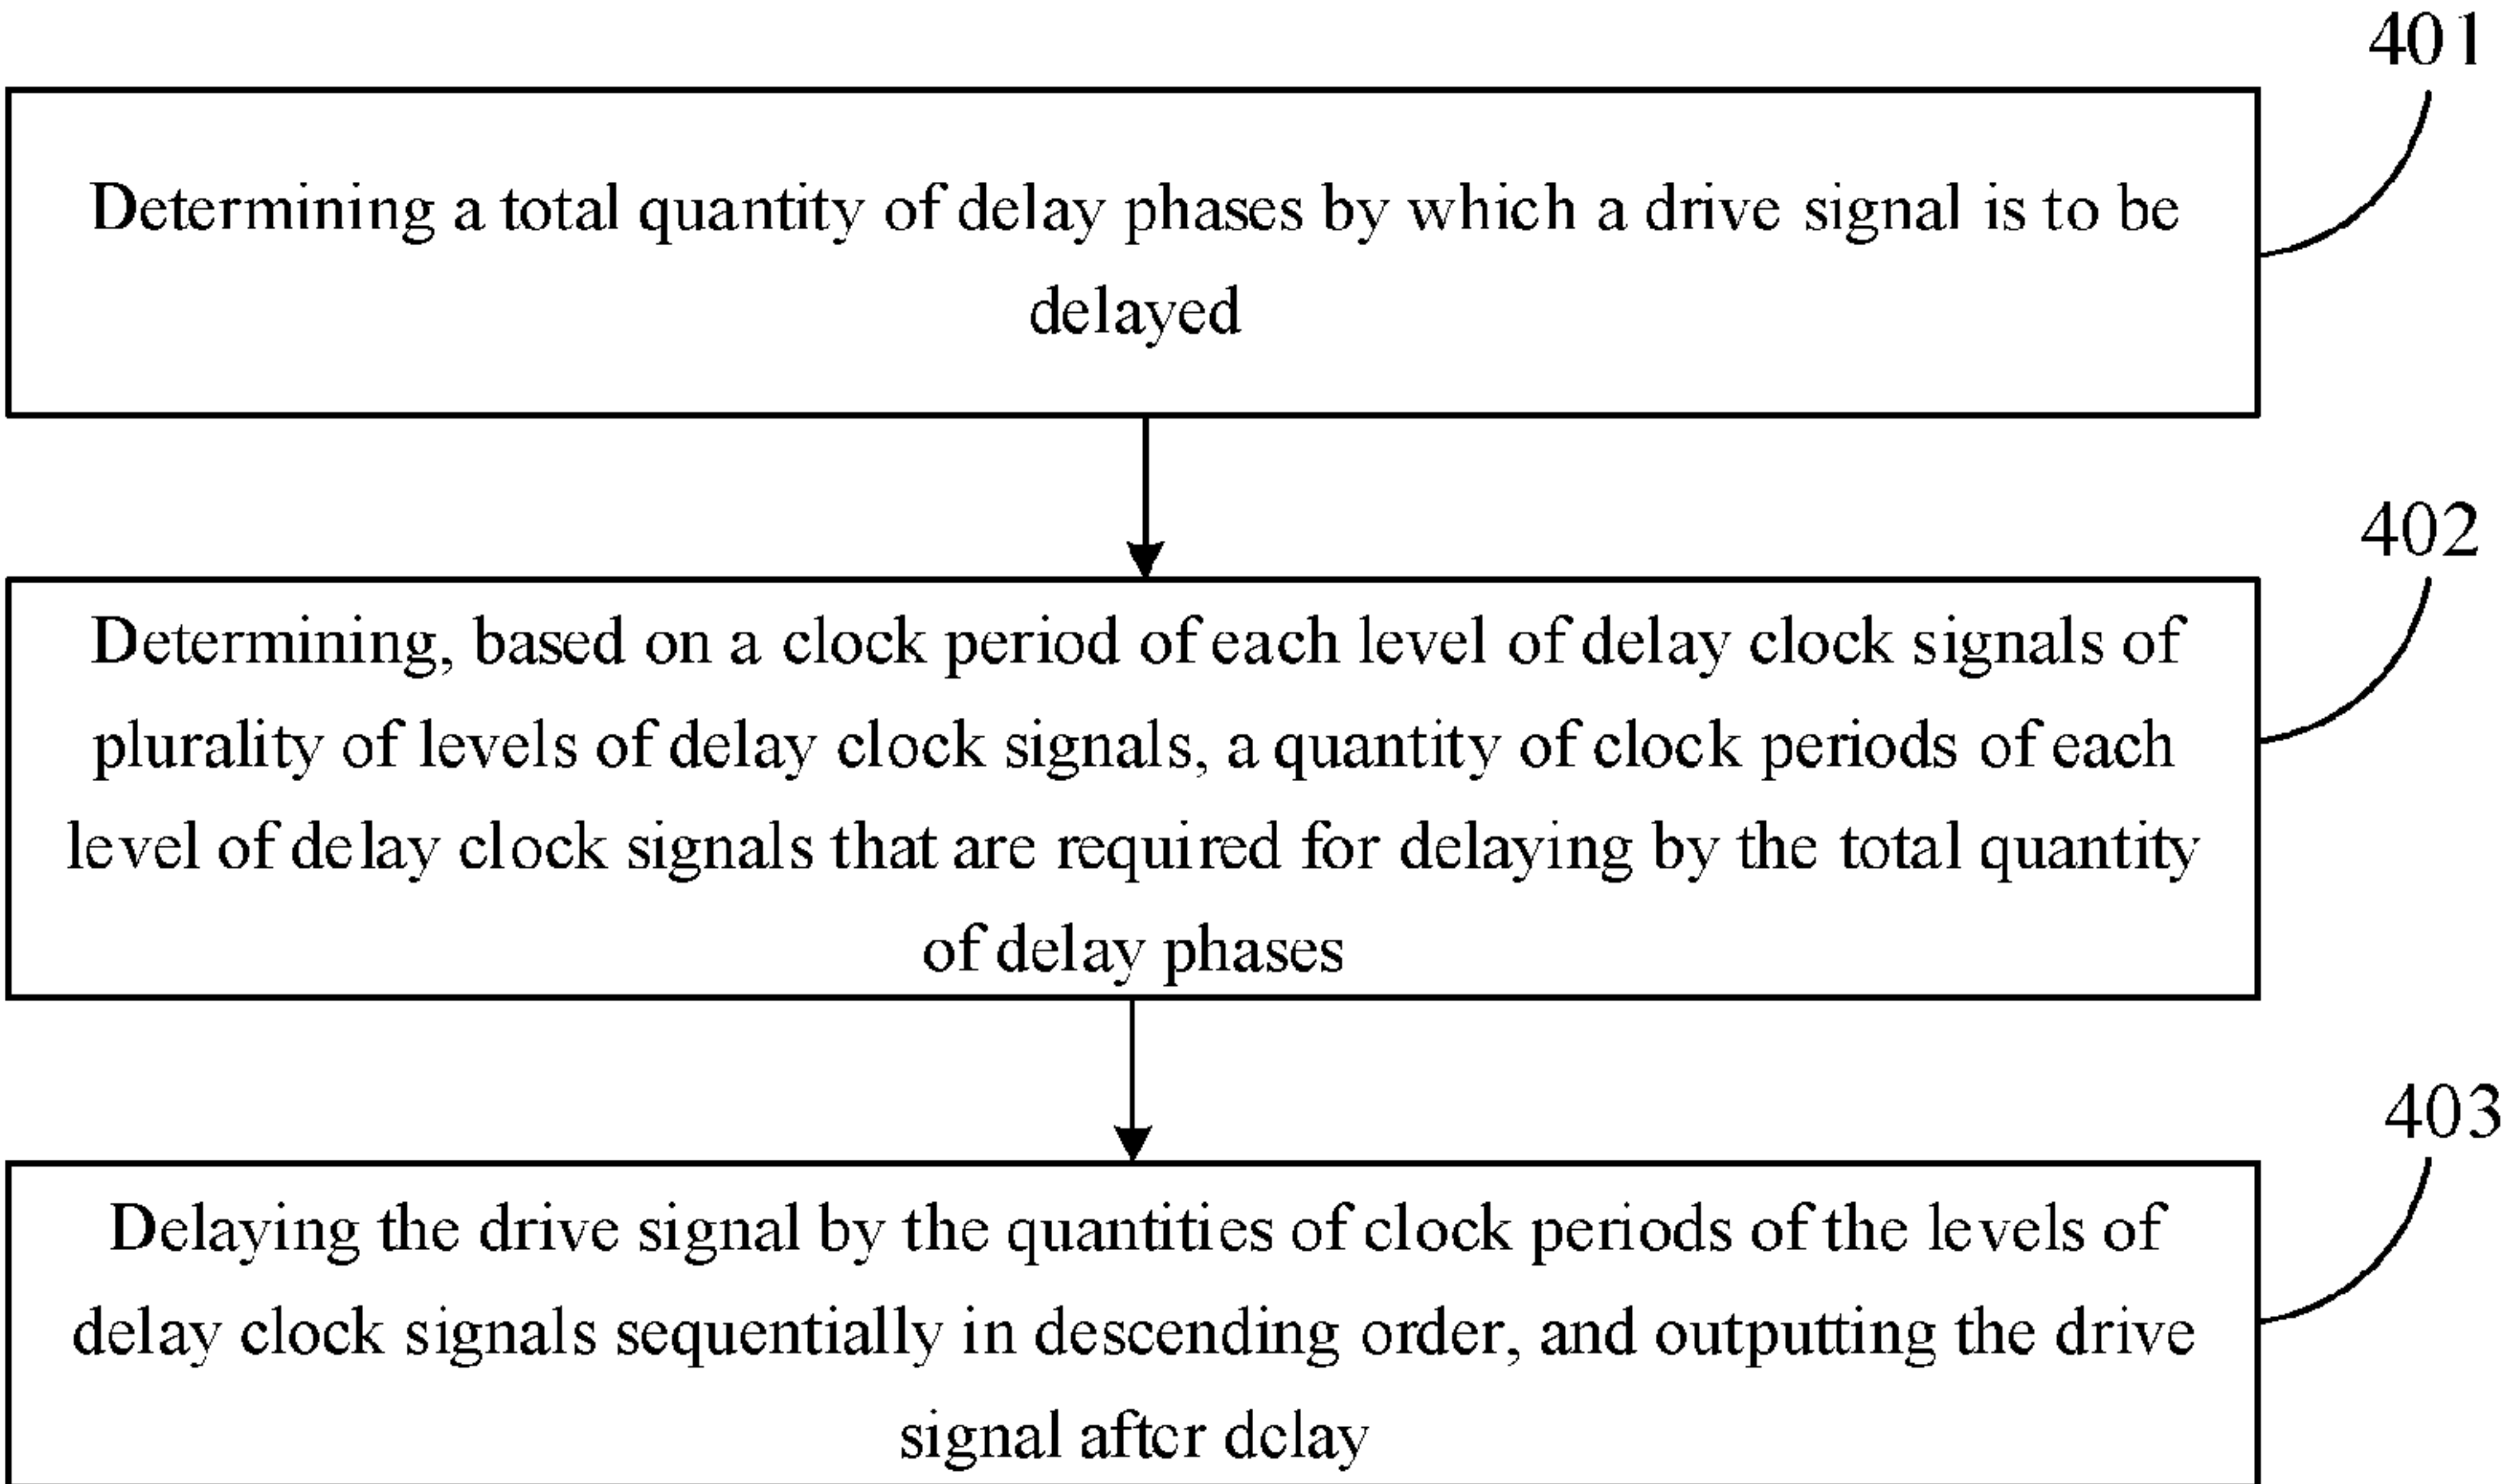 401
Determining a total quantity of delay phases by which a drive signal is to be
delayed
402
Determining, based on a clock period of each level of delay clock signals of
plurality of levels of delay clock signals, a quantity of clock periods of each
level of delay clock signals that are required for delaying by the total quantity
of delay phases
403
Delaying the drive signal by the quantities of clock periods of the levels of
delay clock signals sequentially in descending order, and outputting the drive
signal after delay